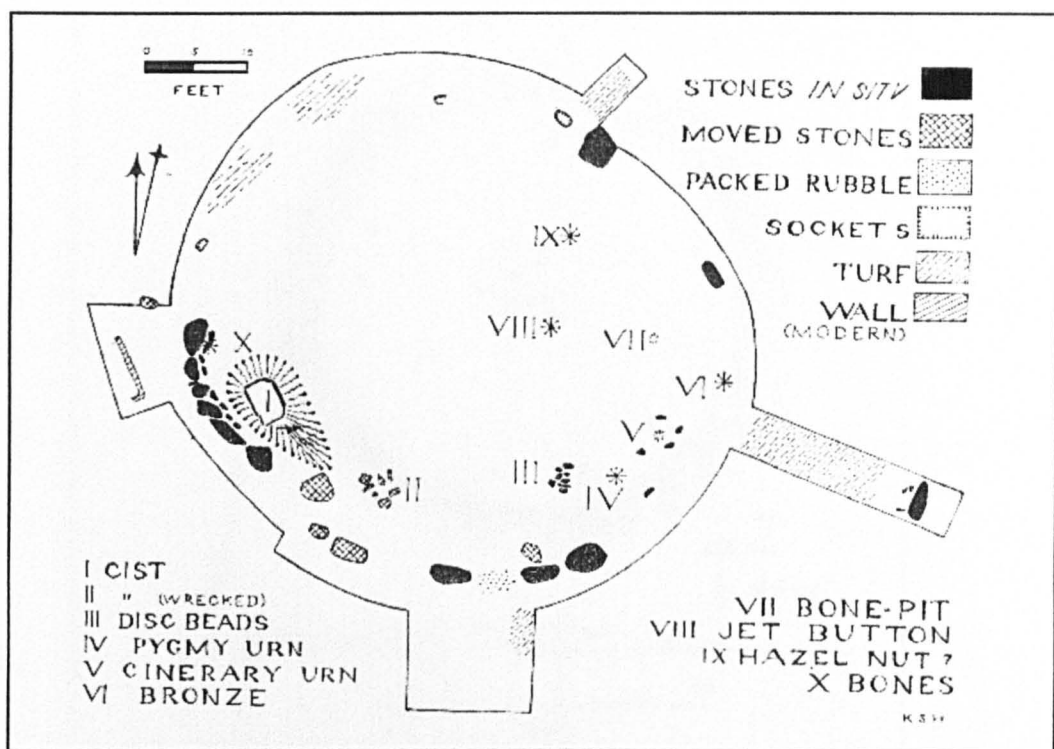 0 5 10
FEET
STONES IN SITV
MOVED STONES
PACKED RUBBLE
SOCKETS
TURF
WALL
(MODERN)
IX
VIII
VII
X
VI
I
V
III
II
IV
I CIST
II " (WRECKED)
III DISC BEADS
IV PYGMY URN
V CINERARY URN
VI BRONZE
VII BONE-PIT
VIII JET BUTTON
IX HAZEL NUT ?
X BONES